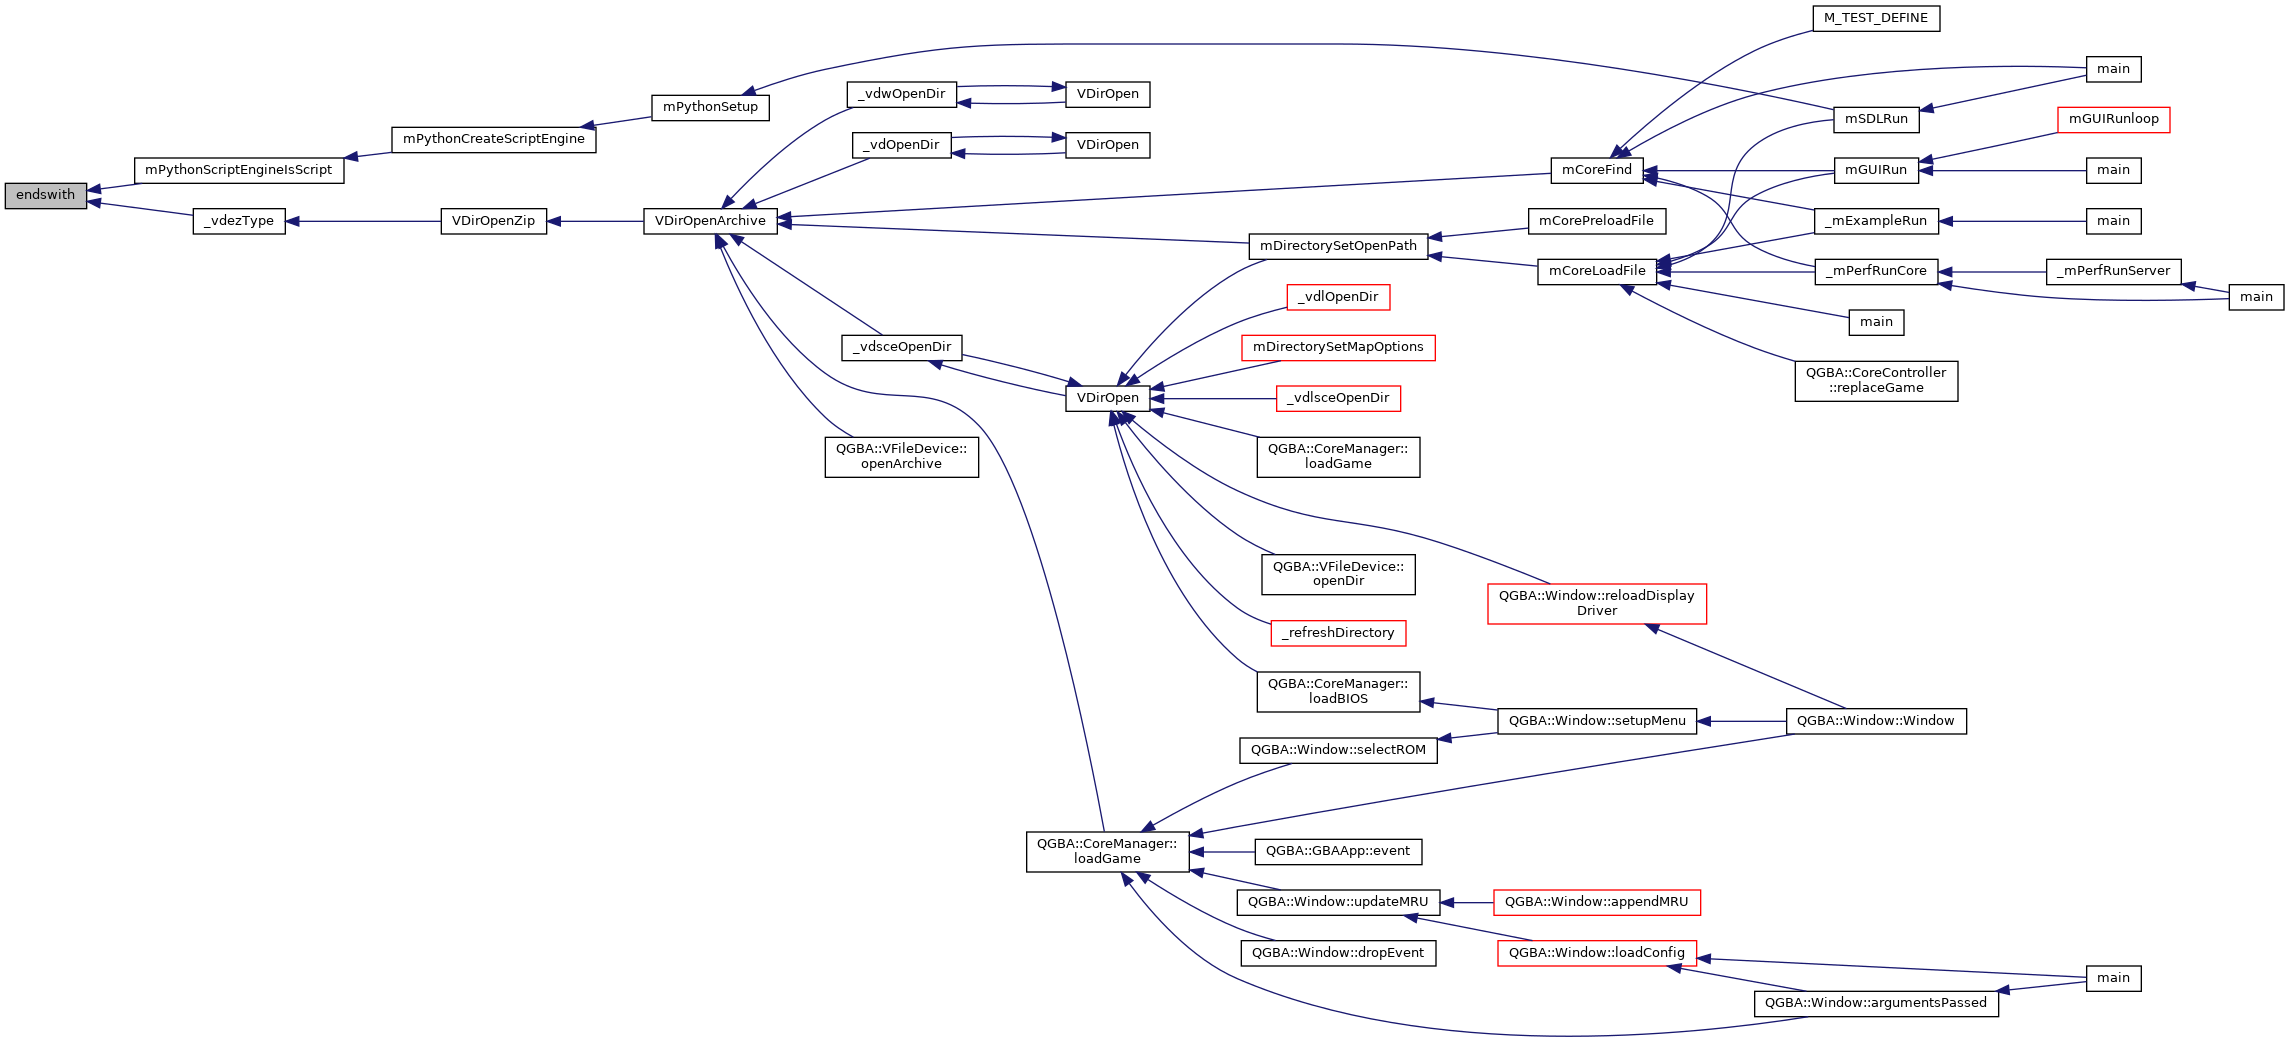 M_TEST_DEFINE
main
_vdwOpenDir
VDirOpen
mPythonSetup
mSDLRun
mGUIRunloop
mPythonCreateScriptEngine
_vdOpenDir
VDirOpen
mPythonScriptEngineIsScript
mCoreFind
mGUIRun
main
endswith
mCorePreloadFile
_vdezType
VDirOpenZip
VDirOpenArchive
_mExampleRun
main
mDirectorySetOpenPath
mCoreLoadFile
_mPerfRunCore
_mPerfRunServer
_vdlOpenDir
main
main
_vdsceOpenDir
mDirectorySetMapOptions
QGBA::CoreController
::replaceGame
VDirOpen
_vdlsceOpenDir
QGBA::VFileDevice::
openArchive
QGBA::CoreManager::
loadGame
QGBA::VFileDevice::
openDir
QGBA::Window::reloadDisplay
Driver
_refreshDirectory
QGBA::CoreManager::
loadBIOS
QGBA::Window::setupMenu
QGBA::Window::Window
QGBA::Window::selectROM
QGBA::CoreManager::
loadGame
QGBA::GBAApp::event
QGBA::Window::updateMRU
QGBA::Window::appendMRU
QGBA::Window::dropEvent
QGBA::Window::loadConfig
main
QGBA::Window::argumentsPassed